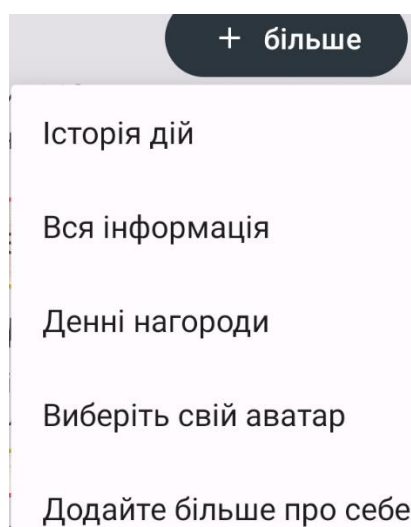 + більше
Історія дій
Вся інформація
Денні нагороди
Виберіть свій аватар
Додайте більше про себе